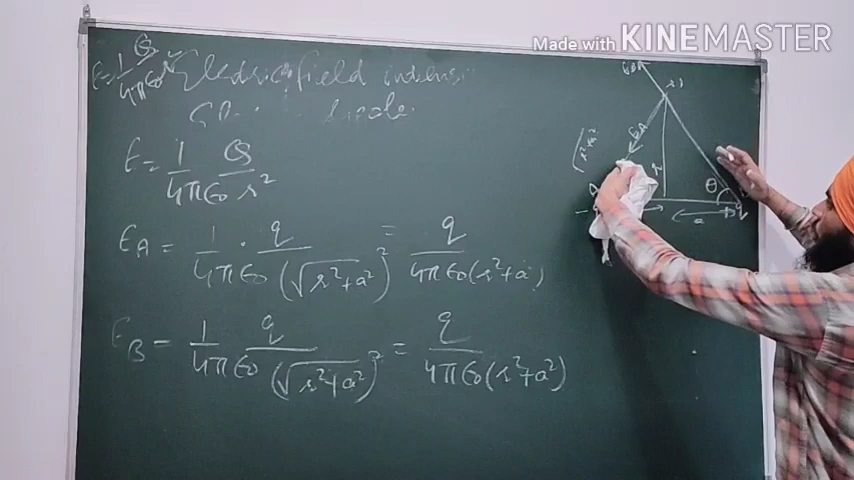 Made with KINEMASTER
E = 1/4πε₀ Q/r² Electric field intensi
E = 1/4πε₀ Q/r²
E_A = 1/4πε₀ · q/(√r²+a²)² = q/4πε₀(r²+a²)
E_B = 1/4πε₀ q/(√r²+a²)² = q/4πε₀(r²+a²)
E_A
r
θ
a
q